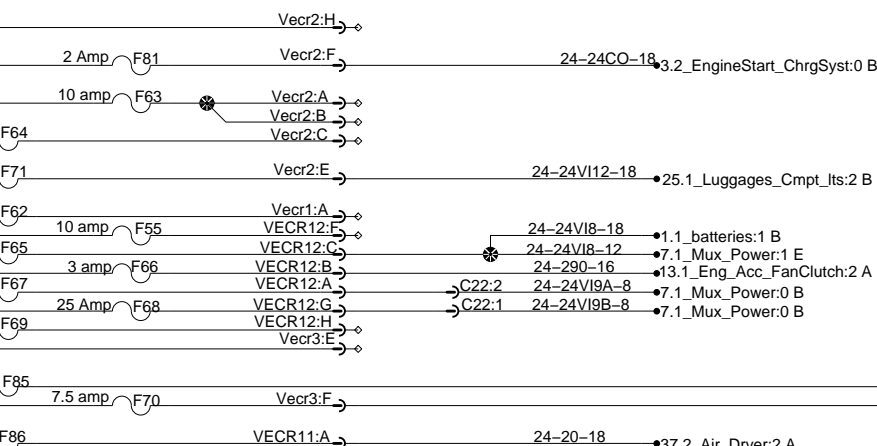 Vecr2:H
2 Amp F81 Vecr2:F 24–24CO–18 3.2_EngineStart_ChrgSyst:0 B
10 amp F63 Vecr2:A
Vecr2:B
F64 Vecr2:C
F71 Vecr2:E 24–24VI12–18 25.1_Luggages_Cmpt_lts:2 B
F62 Vecr1:A
10 amp F55 VECR12:F 24–24VI8–18 1.1_batteries:1 B
F65 VECR12:C 24–24VI8–12 7.1_Mux_Power:1 E
3 amp F66 VECR12:B 24–290–16 13.1_Eng_Acc_FanClutch:2 A
F67 VECR12:A C22:2 24–24VI9A–8 7.1_Mux_Power:0 B
25 Amp F68 VECR12:G C22:1 24–24VI9B–8 7.1_Mux_Power:0 B
F69 VECR12:H
Vecr3:E
F85
7.5 amp F70 Vecr3:F
F86 VECR11:A 24–20–18 37.2_Air_Dryer:2 A